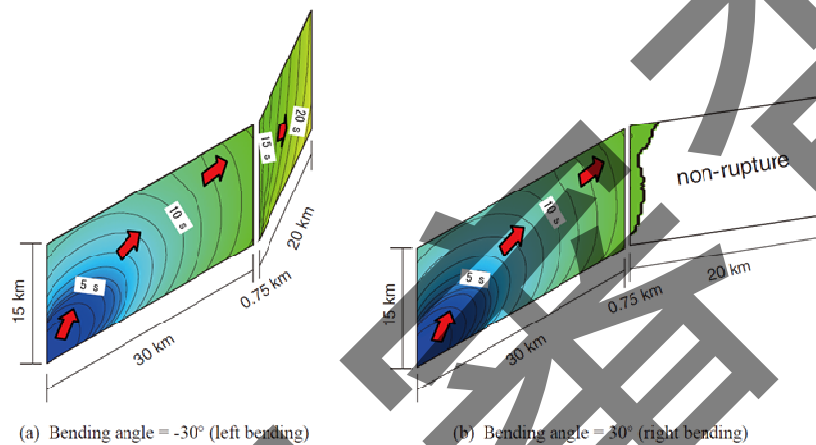 15 km
5 s
10 s
15 s
20 s
30 km
0.75 km
20 km
(a) Bending angle = -30° (left bending)
15 km
5 s
10 s
non-rupture
30 km
0.75 km
20 km
(b) Bending angle = 30° (right bending)